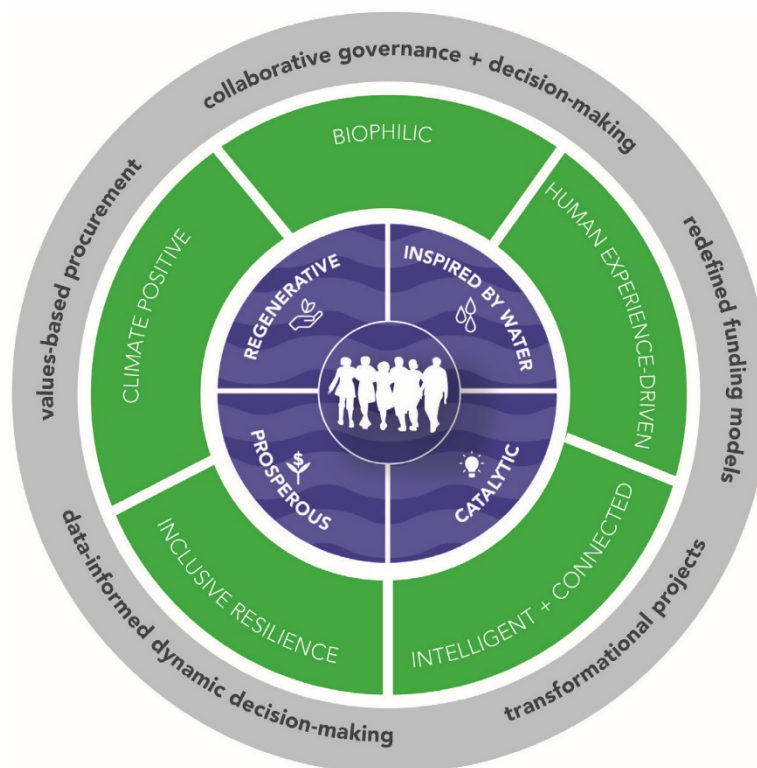 collaborative governance + decision-making
redefined funding models
transformational projects
data-informed dynamic decision-making
values-based procurement
BIOPHILIC
HUMAN EXPERIENCE-DRIVEN
INTELLIGENT + CONNECTED
INCLUSIVE RESILIENCE
CLIMATE POSITIVE
REGENERATIVE
INSPIRED BY WATER
CATALYTIC
PROSPEROUS
$